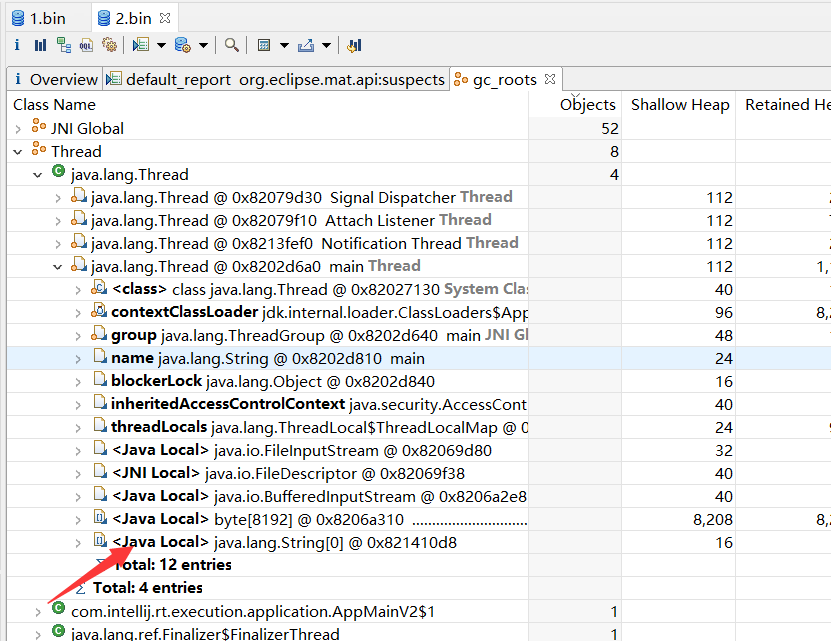 1.bin 2.bin
Overview default_report org.eclipse.mat.api:suspects gc_roots
Class Name Objects Shallow Heap Retained He
JNI Global 52
Thread 8
java.lang.Thread 4
java.lang.Thread @ 0x82079d30 Signal Dispatcher Thread 112
java.lang.Thread @ 0x82079f10 Attach Listener Thread 112
java.lang.Thread @ 0x8213fef0 Notification Thread Thread 112
java.lang.Thread @ 0x8202d6a0 main Thread 112 1,
<class> class java.lang.Thread @ 0x82027130 System Clas 40
contextClassLoader jdk.internal.loader.ClassLoaders$App 96 8,
group java.lang.ThreadGroup @ 0x8202d640 main JNI Gl 48
name java.lang.String @ 0x8202d810 main 24
blockerLock java.lang.Object @ 0x8202d840 16
inheritedAccessControlContext java.security.AccessCont 40
threadLocals java.lang.ThreadLocal$ThreadLocalMap @ 0 24
<Java Local> java.io.FileInputStream @ 0x82069d80 32
<JNI Local> java.io.FileDescriptor @ 0x82069f38 40
<Java Local> java.io.BufferedInputStream @ 0x8206a2e8 40
<Java Local> byte[8192] @ 0x8206a310 ........................ 8,208 8,
<Java Local> java.lang.String[0] @ 0x821410d8 16
Total: 12 entries
Total: 4 entries
com.intellij.rt.execution.application.AppMainV2$1 1
java.lang.ref.Finalizer$FinalizerThread 1